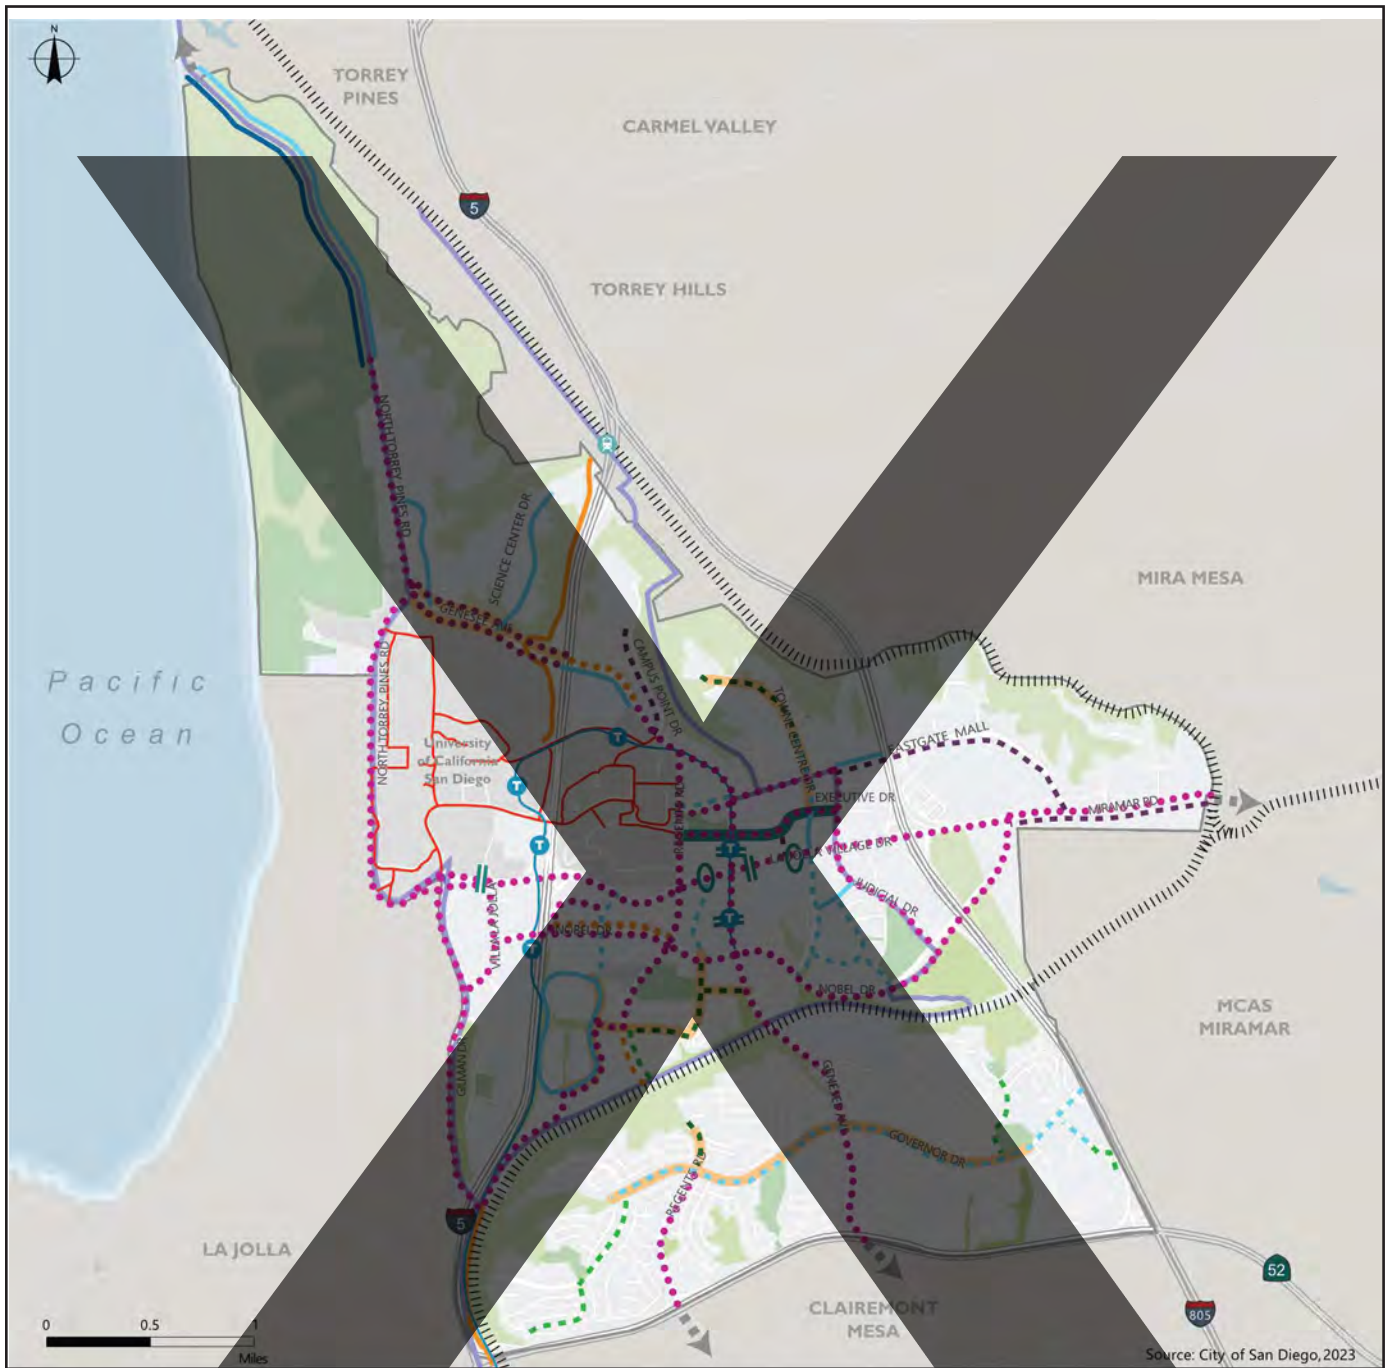 N
TORREY
PINES
CARMEL VALLEY
5
TORREY HILLS
NORTH TORREY PINES RD
SCIENCE CENTER DR
MIRA MESA
GENESEE AVE
CAMPUS POINT DR
NORTH TORREY PINES RD
Pacific
Ocean
TOWNE CENTRE DR
University
of California
San Diego
T
EASTGATE MALL
T
EXECUTIVE DR
MIRAMAR RD
REGENTS RD
T
T
LA JOLLA VILLAGE DR
JUDICIAL DR
VILLA LA JOLLA
T
NOBEL DR
T
NOBEL DR
MCAS
MIRAMAR
GILMAN DR
GENESEE AVE
GOVERNOR DR
REGENTS RD
5
LA JOLLA
52
CLAIREMONT
MESA
805
0 0.5 1
Miles
Source: City of San Diego, 2023